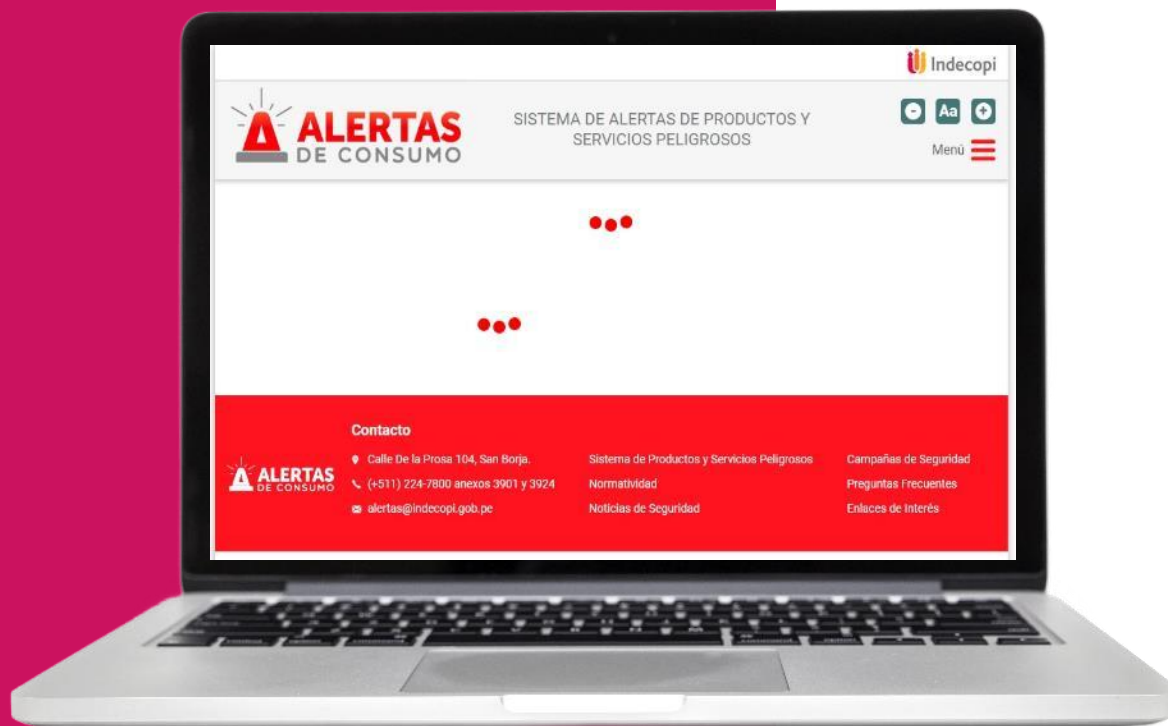 Indecopi
ALERTAS
DE CONSUMO
SISTEMA DE ALERTAS DE PRODUCTOS Y
SERVICIOS PELIGROSOS
Aa
Menú
Contacto
ALERTAS
DE CONSUMO
Calle De la Prosa 104, San Borja.
(+511) 224-7800 anexos 3901 y 3924
alertas@indecopi.gob.pe
Sistema de Productos y Servicios Peligrosos
Normatividad
Noticias de Seguridad
Campañas de Seguridad
Preguntas Frecuentes
Enlaces de Interés